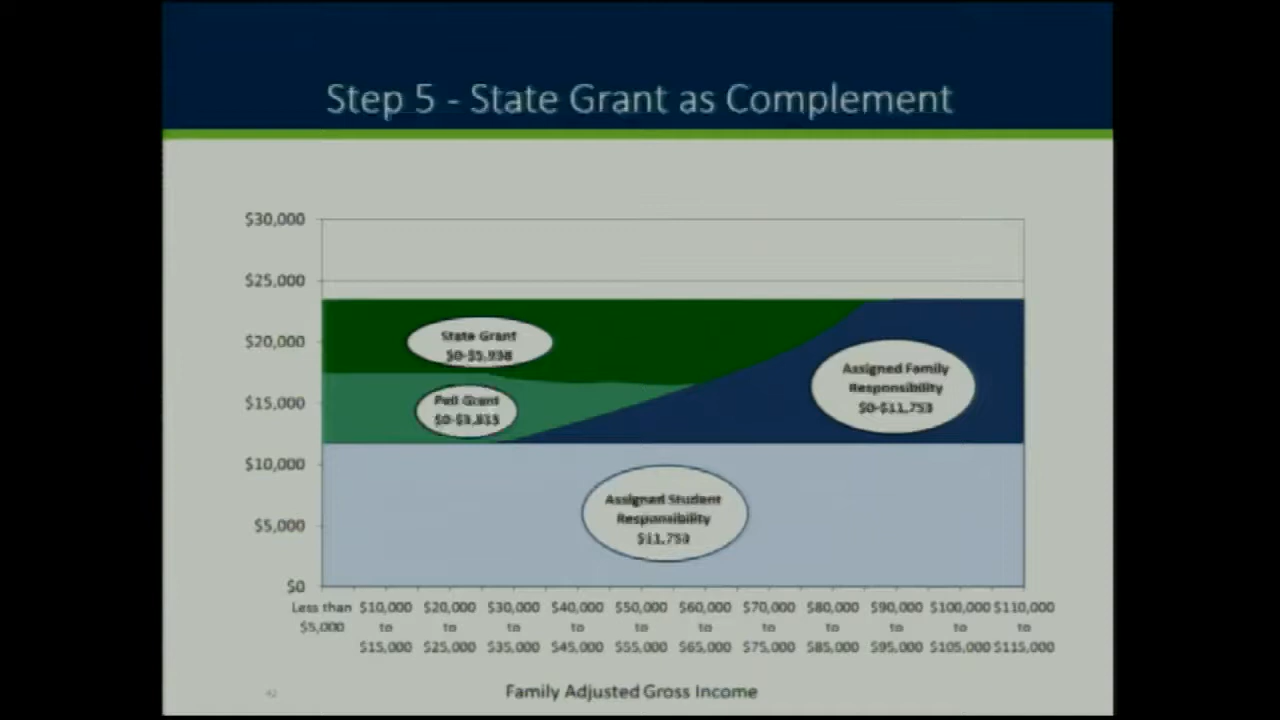 Step 5 - State Grant as Complement
$30,000
$25,000
$20,000
$15,000
$10,000
$5,000
$0
State Grant
$0-$5,938
Pell Grant
Assigned Family
Responsibility
$0-$11,753
Assigned Student
Responsibility
$11,753
Less than $10,000 $20,000 $30,000 $40,000 $50,000 $60,000 $70,000 $80,000 $90,000 $100,000 $110,000
$5,000 to to to to to to to to to to to
$15,000 $25,000 $35,000 $45,000 $55,000 $65,000 $75,000 $85,000 $95,000 $105,000 $115,000
Family Adjusted Gross Income
42